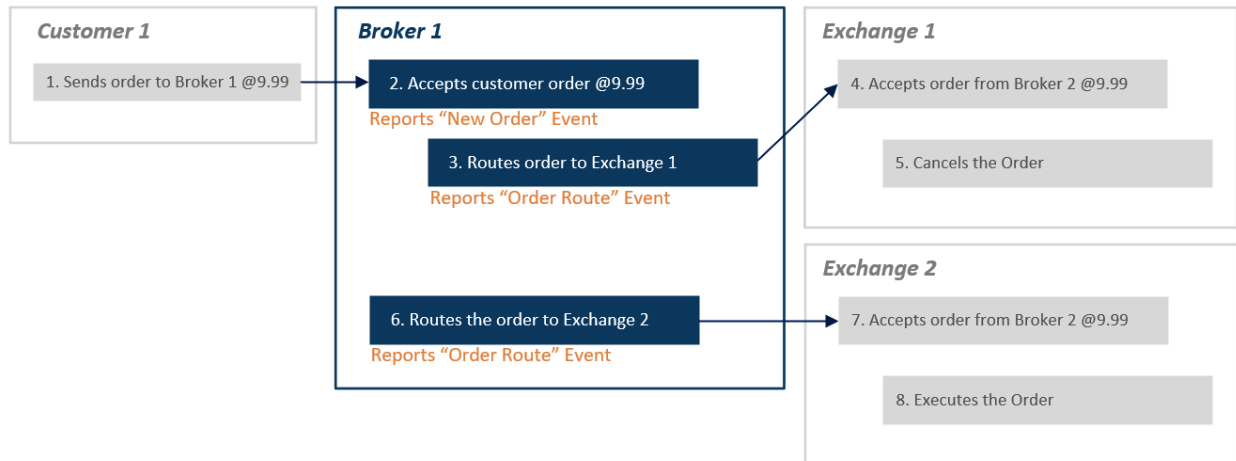 Customer 1
1. Sends order to Broker 1 @9.99
Broker 1
2. Accepts customer order @9.99
Reports “New Order” Event
3. Routes order to Exchange 1
Reports “Order Route” Event
6. Routes the order to Exchange 2
Reports “Order Route” Event
Exchange 1
4. Accepts order from Broker 2 @9.99
5. Cancels the Order
Exchange 2
7. Accepts order from Broker 2 @9.99
8. Executes the Order